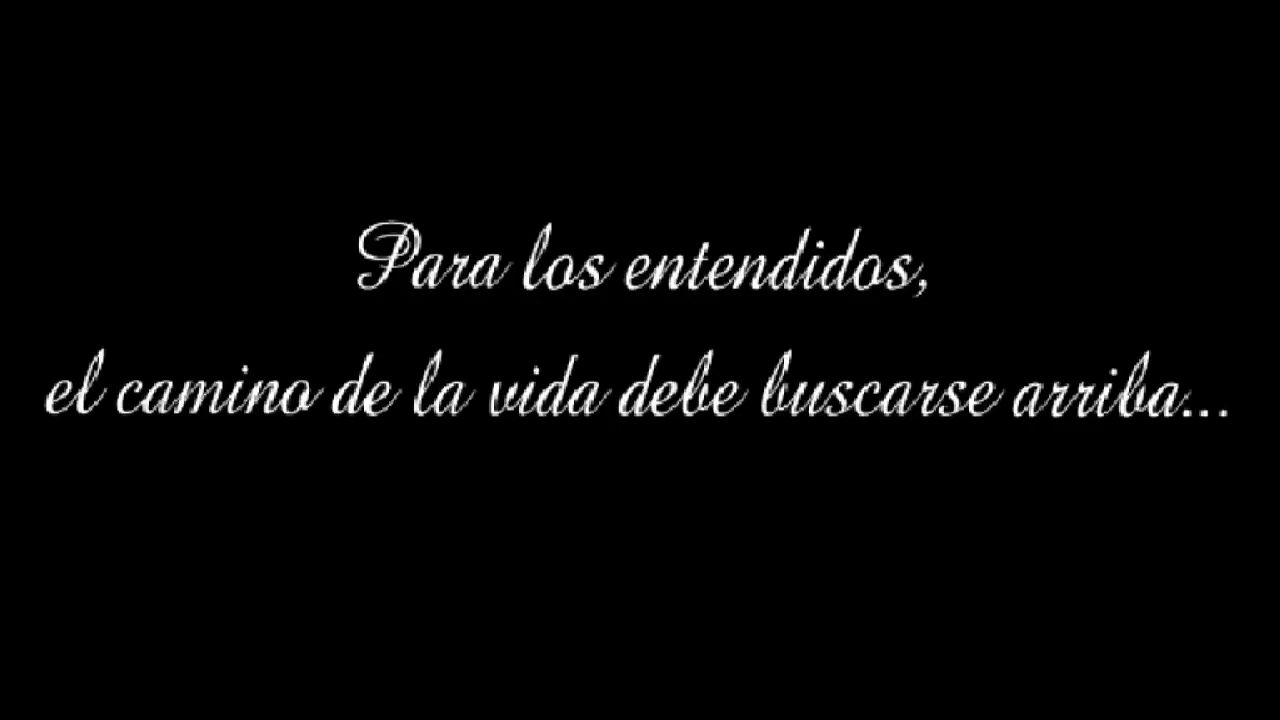 Para los entendidos,
el camino de la vida debe buscarse arriba...